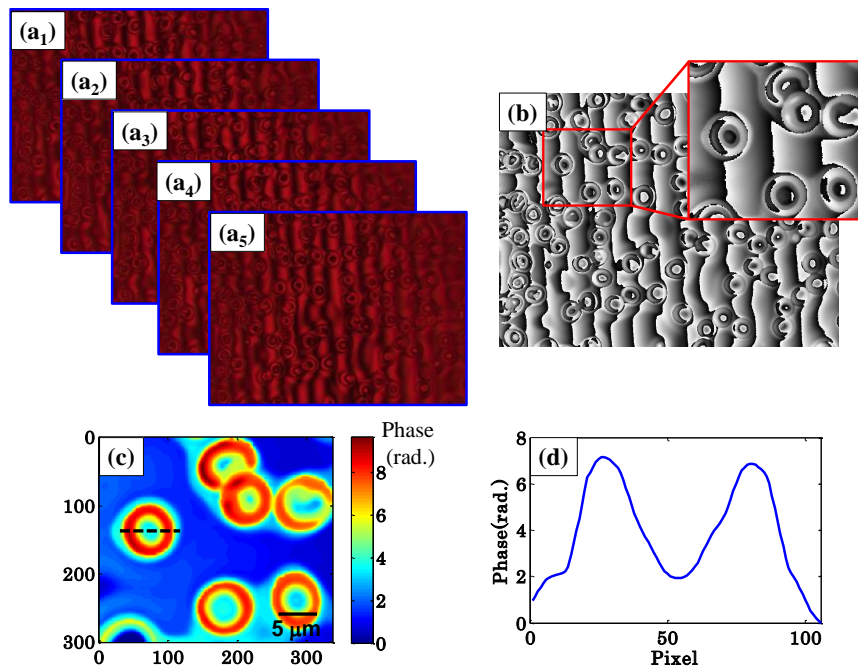 (a₁)
(a₂)
(a₃)
(a₄)
(a₅)
(b)
(c)
0
100
200
300
0
100
200
300
5 μm
Phase
(rad.)
8
6
4
2
0
(d)
8
6
4
2
0
Phase(rad.)
0
50
100
Pixel